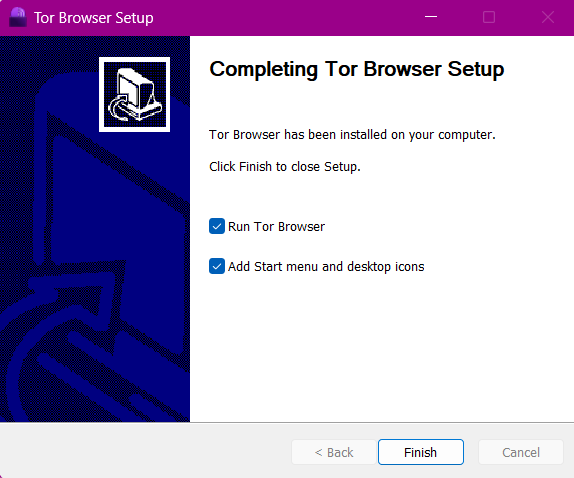 Tor Browser Setup
Completing Tor Browser Setup
Tor Browser has been installed on your computer.
Click Finish to close Setup.
Run Tor Browser
Add Start menu and desktop icons
< Back
Finish
Cancel